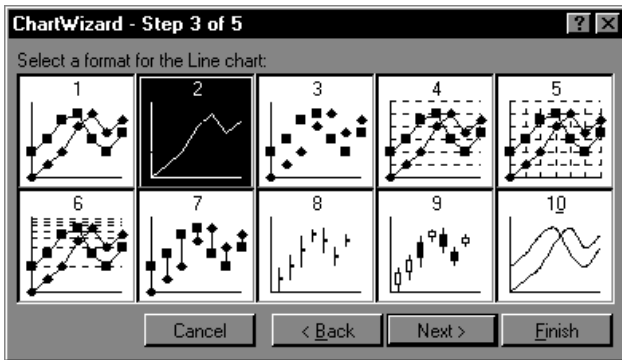 ChartWizard - Step 3 of 5
Select a format for the Line chart:
1 2 3 4 5
6 7 8 9 10
Cancel < Back Next > Finish